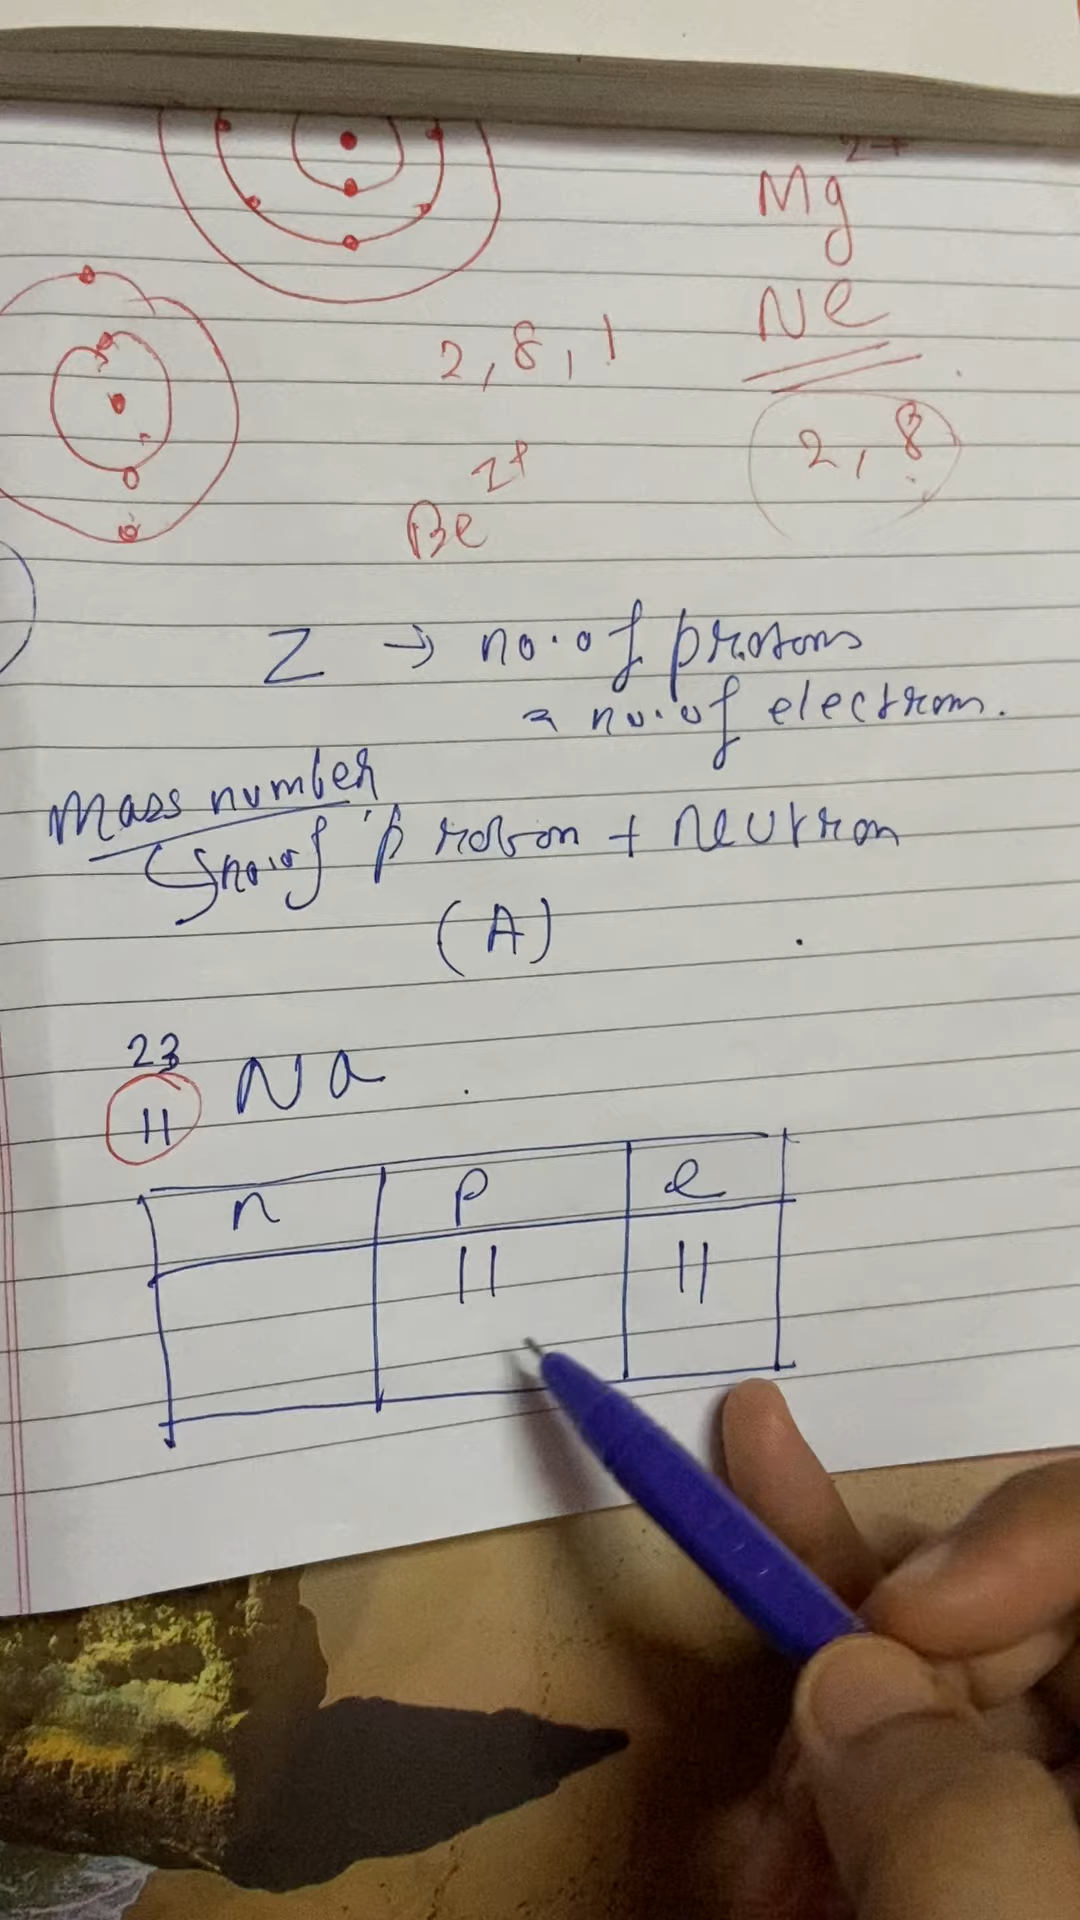 2+
Mg
Ne
2, 8, 1
2, 8
2+
Be
Z → no. of protons
= no. of electrons.
Mass number
↳ no. of proton + neutron
(A)
23
11 Na
n p e
11 11